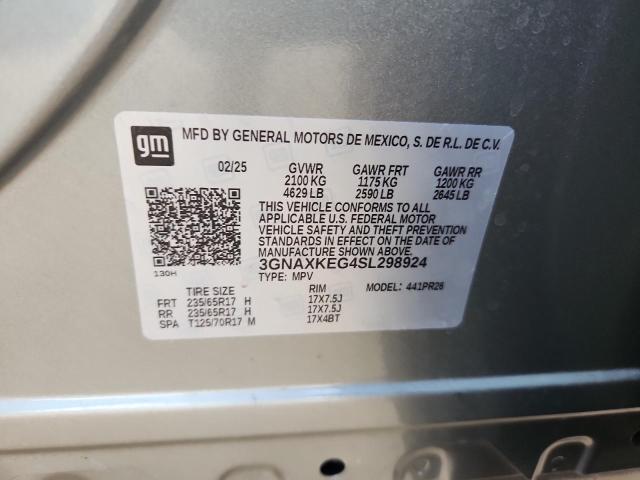 gm
MFD BY GENERAL MOTORS DE MEXICO, S. DE R.L. DE C.V.
02/25 GVWR GAWR FRT GAWR RR
2100 KG 1175 KG 1200 KG
4629 LB 2590 LB 2645 LB
THIS VEHICLE CONFORMS TO ALL
APPLICABLE U.S. FEDERAL MOTOR
VEHICLE SAFETY AND THEFT PREVENTION
STANDARDS IN EFFECT ON THE DATE OF
MANUFACTURE SHOWN ABOVE.
3GNAXKEG4SL298924
130H
TYPE: MPV
TIRE SIZE RIM MODEL: 441PR26
FRT 235/65R17 H 17X7.5J
RR 235/65R17 H 17X7.5J
SPA T125/70R17 M 17X4BT